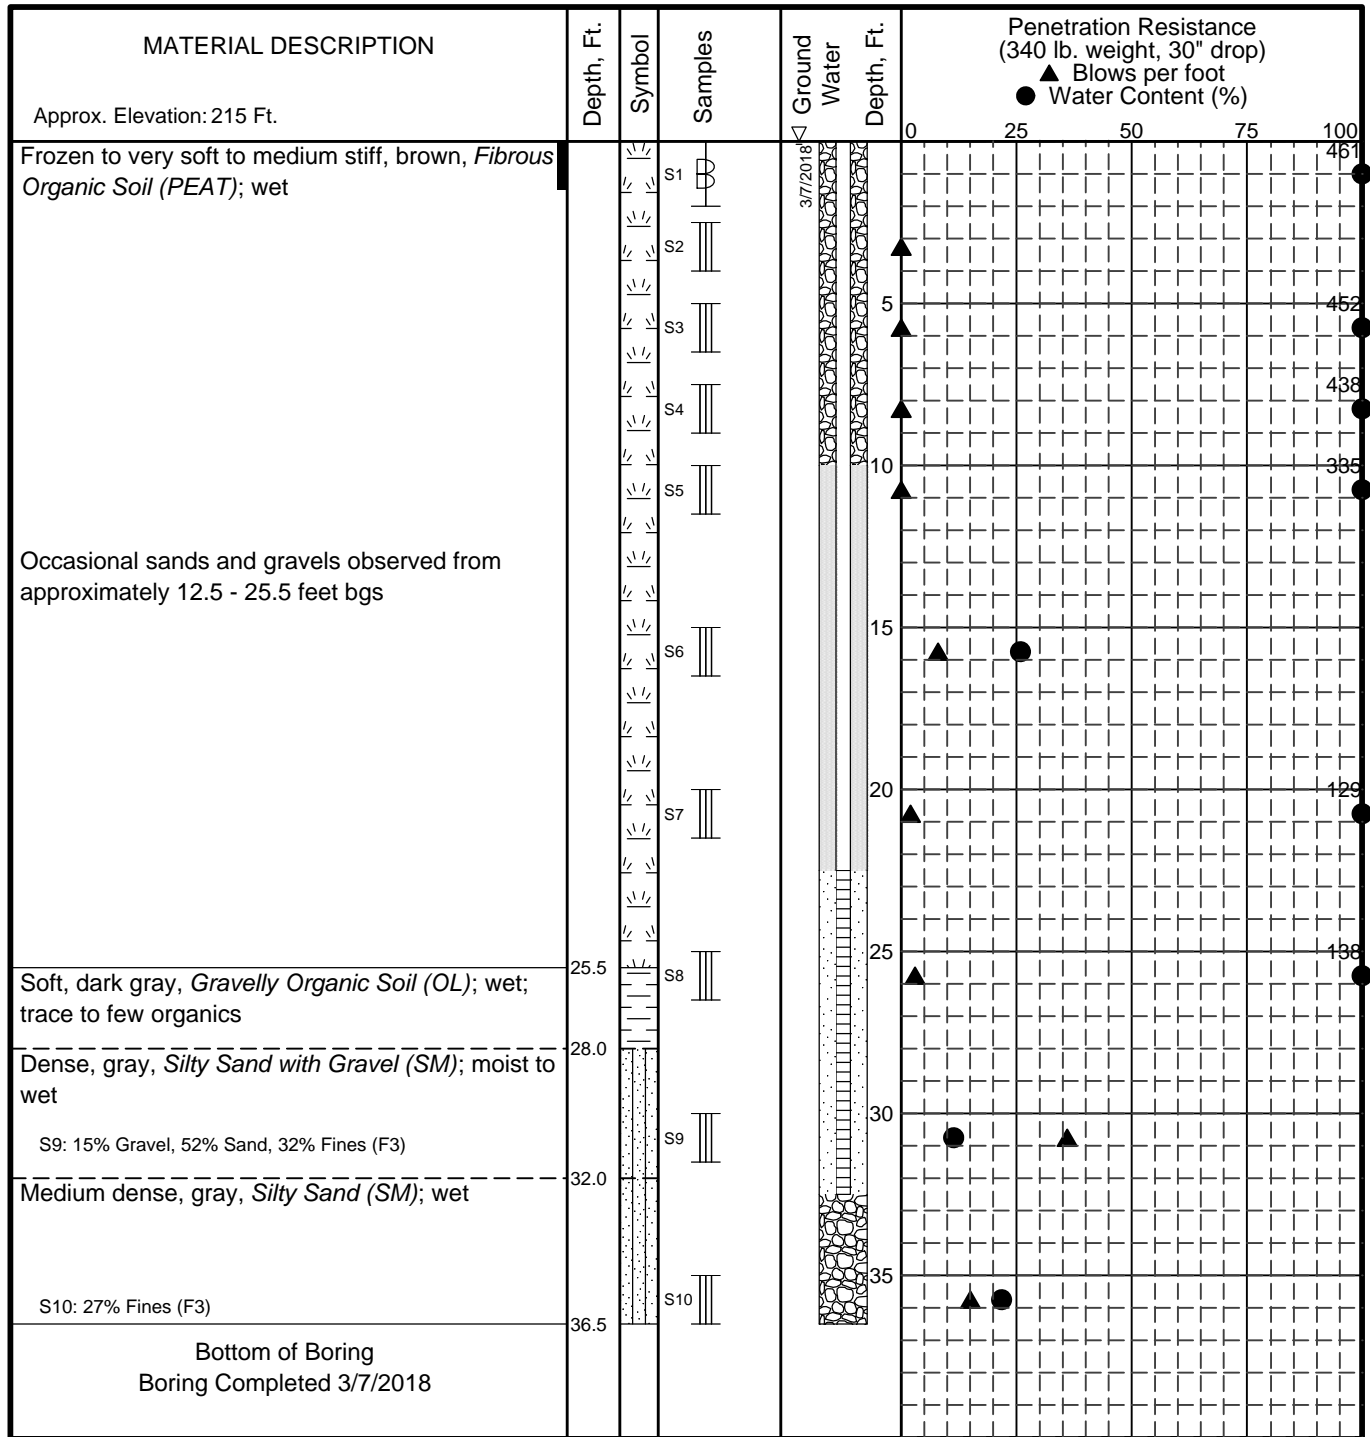 MATERIAL DESCRIPTION
Approx. Elevation: 215 Ft.
Depth, Ft.
Symbol
Samples
Ground
Water
Depth, Ft.
Penetration Resistance
(340 lb. weight, 30" drop)
▲ Blows per foot
● Water Content (%)
0 25 50 75 100
Frozen to very soft to medium stiff, brown, Fibrous
Organic Soil (PEAT); wet
S1
3/7/2018
461
S2
5
452
S3
438
S4
10
335
S5
Occasional sands and gravels observed from
approximately 12.5 - 25.5 feet bgs
15
S6
20
129
S7
25
138
25.5
S8
Soft, dark gray, Gravelly Organic Soil (OL); wet;
trace to few organics
28.0
Dense, gray, Silty Sand with Gravel (SM); moist to
wet
30
S9: 15% Gravel, 52% Sand, 32% Fines (F3)
S9
32.0
Medium dense, gray, Silty Sand (SM); wet
35
S10: 27% Fines (F3)
S10
36.5
Bottom of Boring
Boring Completed 3/7/2018